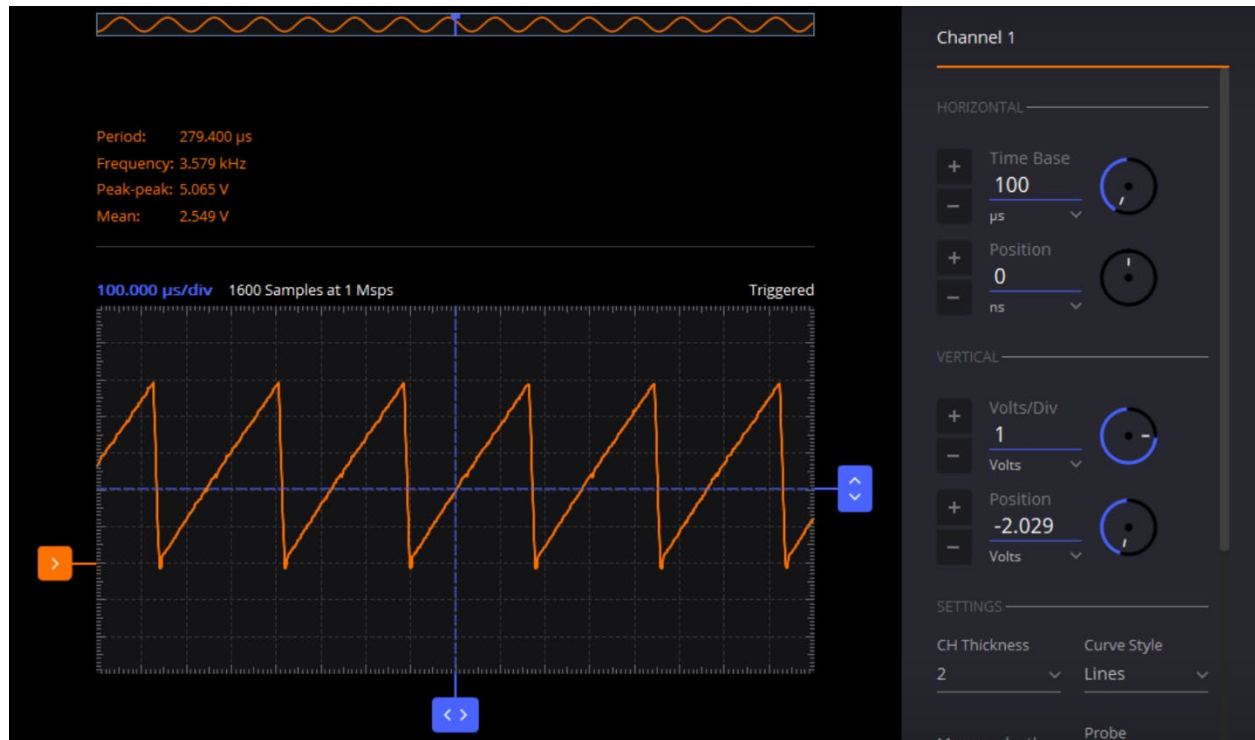 Period: 279.400 µs
Frequency: 3.579 kHz
Peak-peak: 5.065 V
Mean: 2.549 V
100.000 µs/div 1600 Samples at 1 Msps Triggered
Channel 1
HORIZONTAL
Time Base
+ 100
- µs
Position
+ 0
- ns
VERTICAL
Volts/Div
+ 1
- Volts
Position
+ -2.029
- Volts
SETTINGS
CH Thickness Curve Style
2 Lines
Probe